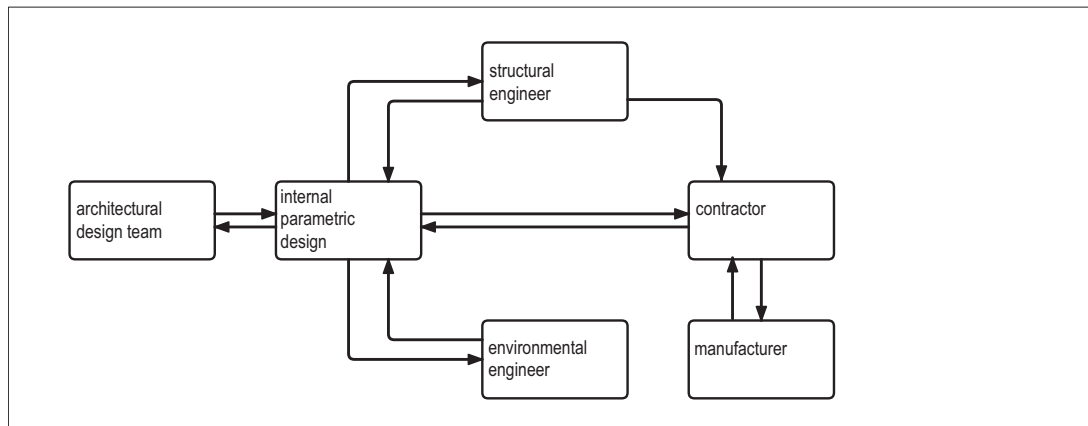 structural
engineer
architectural
design team
internal
parametric
design
contractor
environmental
engineer
manufacturer